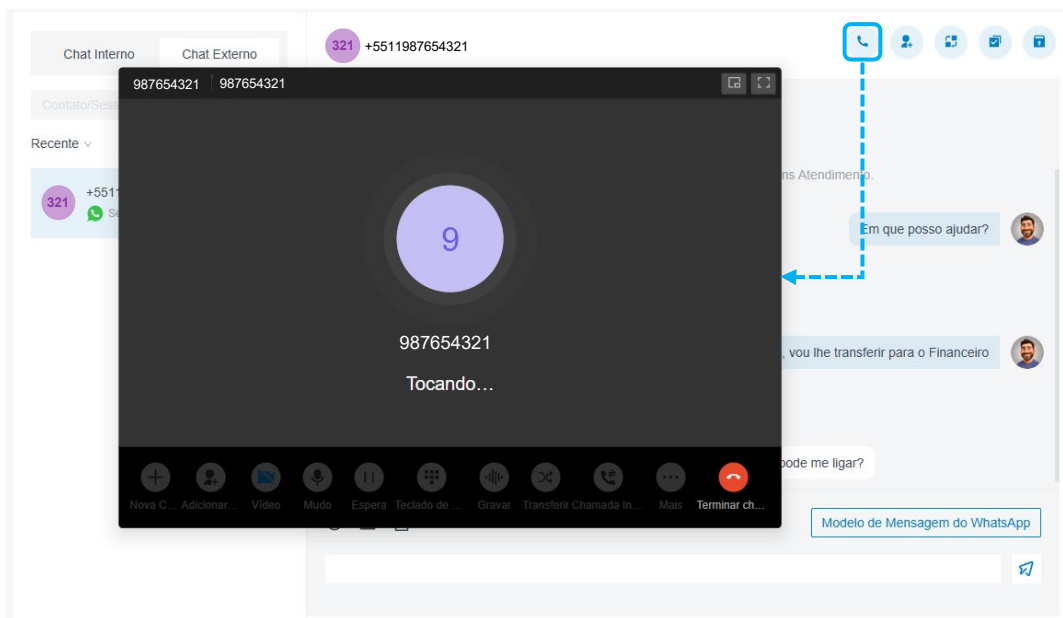 Chat Interno
Chat Externo
321
+5511987654321
987654321
987654321
Contato/Sess
Recente
321
+5511
Se
ns Atendimento.
Em que posso ajudar?
9
987654321
Tocando...
, vou lhe transferir para o Financeiro
pode me ligar?
Nova C...
Adicionar...
Vídeo
Mudo
Espera
Teclado de ...
Gravar
Transferir
Chamada In...
Mais
Terminar ch...
Modelo de Mensagem do WhatsApp